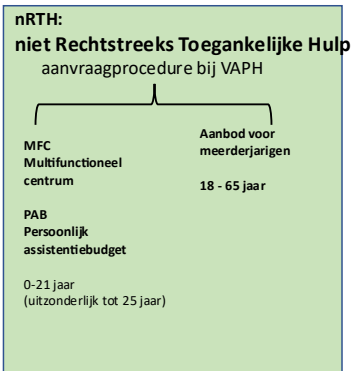 nRTH:
niet Rechtstreeks Toegankelijke Hulp
aanvraagprocedure bij VAPH
MFC
Multifunctioneel
centrum
PAB
Persoonlijk
assistentiebudget
0-21 jaar
(uitzonderlijk tot 25 jaar)
Aanbod voor
meerderjarigen
18 - 65 jaar